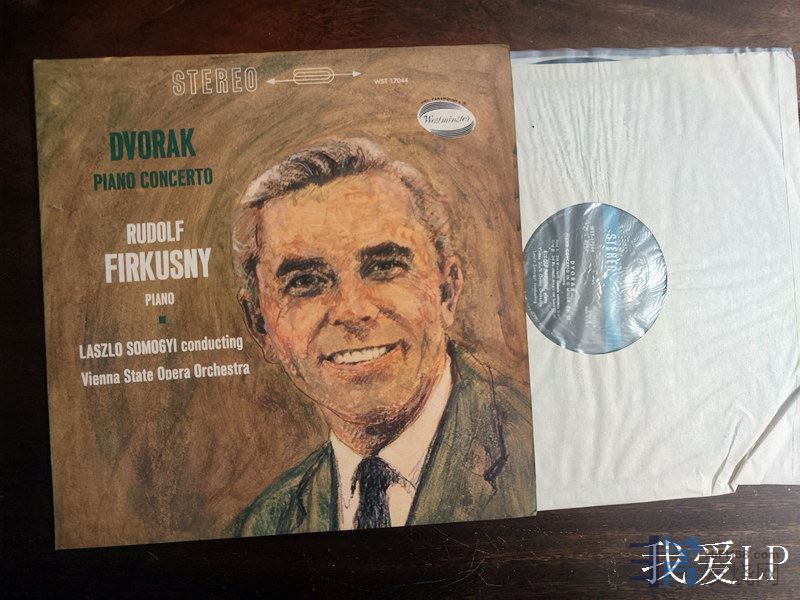 STEREO
WST 17044
Westminster
DVORAK
PIANO CONCERTO
RUDOLF
FIRKUSNY
PIANO
LASZLO SOMOGYI conducting
Vienna State Opera Orchestra
STEREO
DVORAK
我爱LP